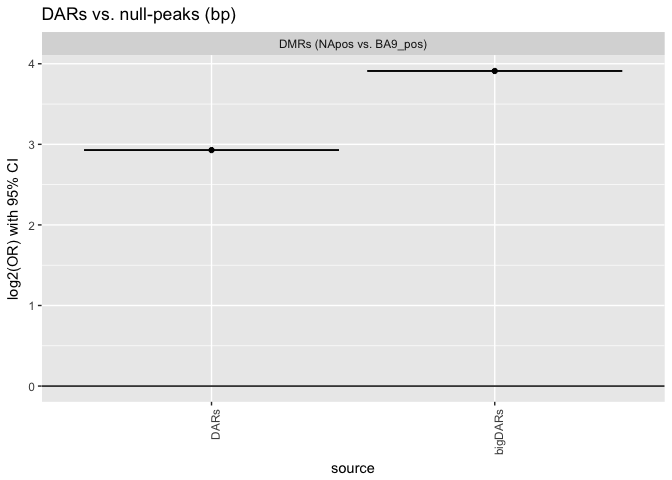 DARs vs. null-peaks (bp)
DMRs (NApos vs. BA9_pos)
4
3
2
1
0
log2(OR) with 95% CI
DARs
bigDARs
source